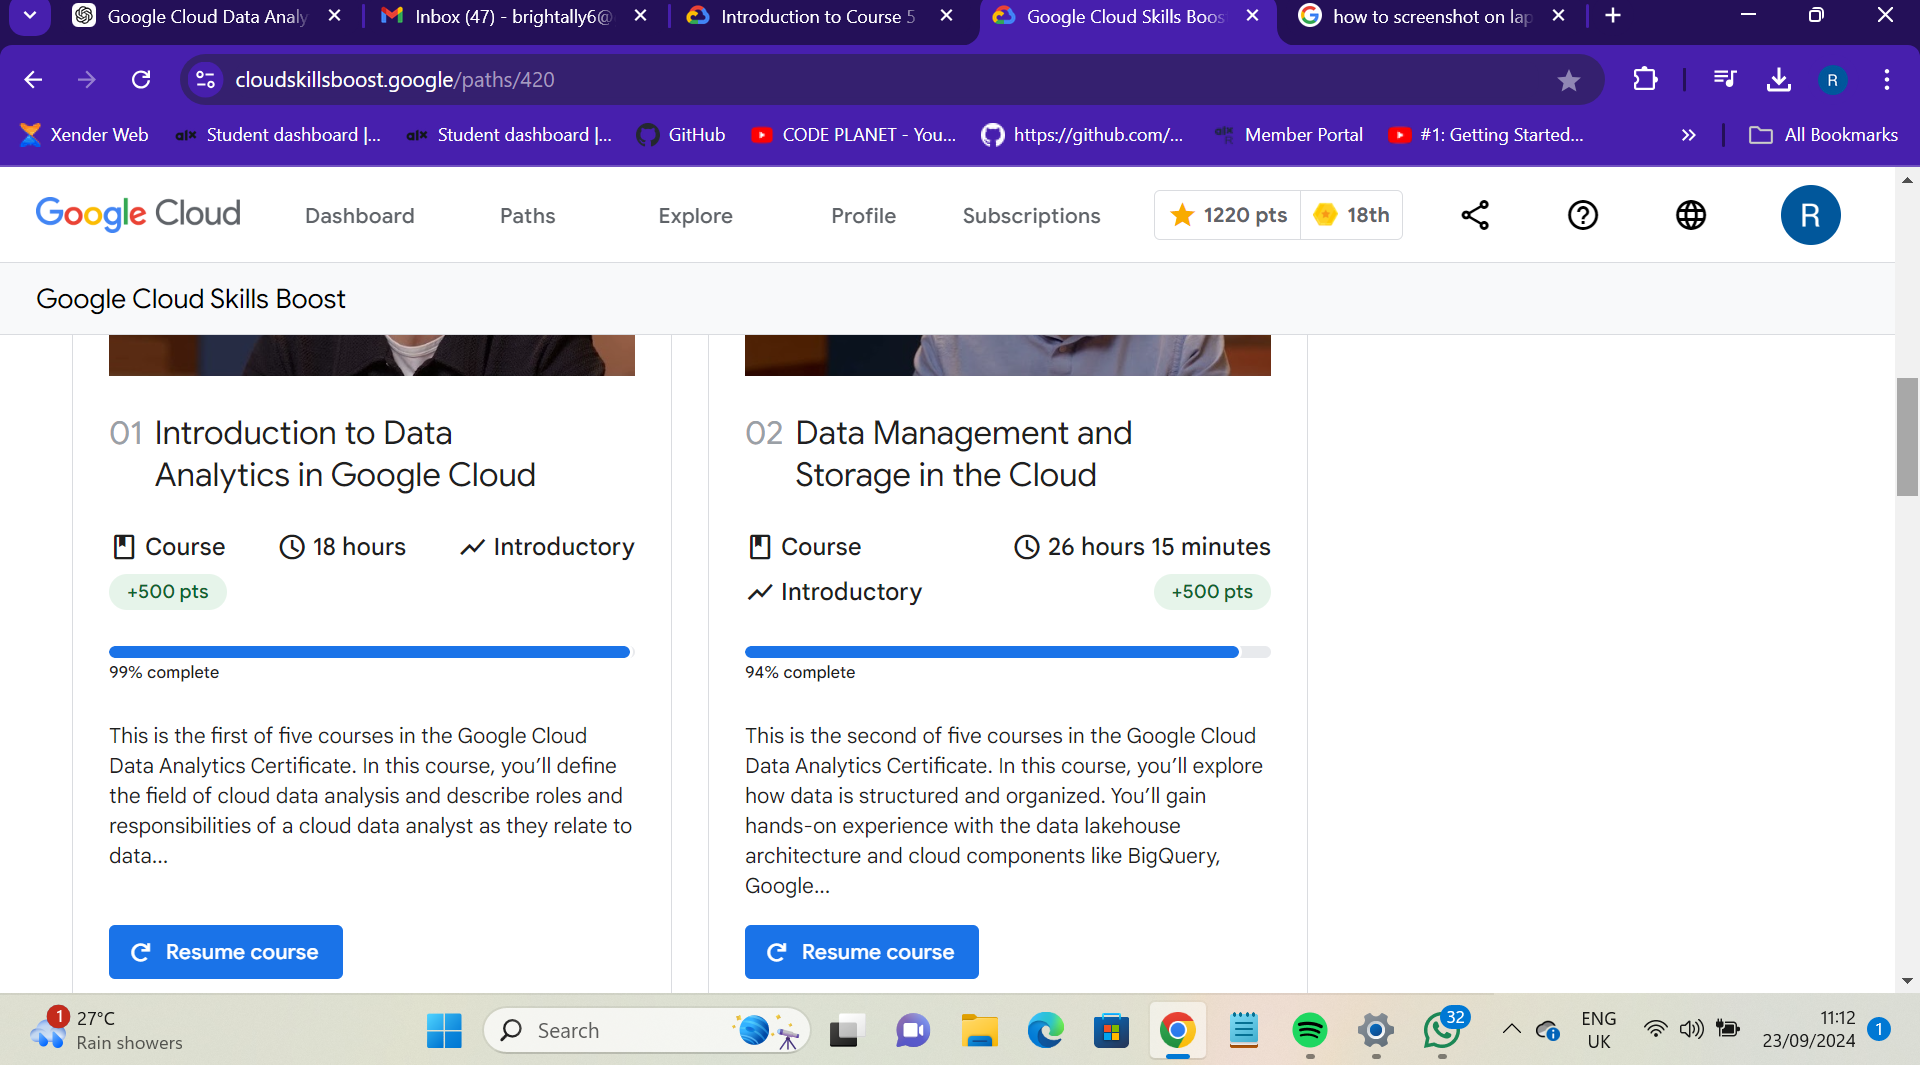 Google Cloud Data Analy
Inbox (47) - brightally6@
Introduction to Course 5
Google Cloud Skills Boos
how to screenshot on lap
cloudskillsboost.google/paths/420
R
Xender Web
Student dashboard |...
Student dashboard |...
GitHub
CODE PLANET - You...
https://github.com/...
Member Portal
#1: Getting Started...
All Bookmarks
Google Cloud
Dashboard
Paths
Explore
Profile
Subscriptions
1220 pts
18th
R
Google Cloud Skills Boost
01 Introduction to Data
Analytics in Google Cloud
Course
18 hours
Introductory
+500 pts
99% complete
This is the first of five courses in the Google Cloud
Data Analytics Certificate. In this course, you’ll define
the field of cloud data analysis and describe roles and
responsibilities of a cloud data analyst as they relate to
data...
Resume course
02 Data Management and
Storage in the Cloud
Course
26 hours 15 minutes
Introductory
+500 pts
94% complete
This is the second of five courses in the Google Cloud
Data Analytics Certificate. In this course, you’ll explore
how data is structured and organized. You’ll gain
hands-on experience with the data lakehouse
architecture and cloud components like BigQuery,
Google...
Resume course
1
27°C
Rain showers
Search
32
ENG
UK
11:12
23/09/2024
1